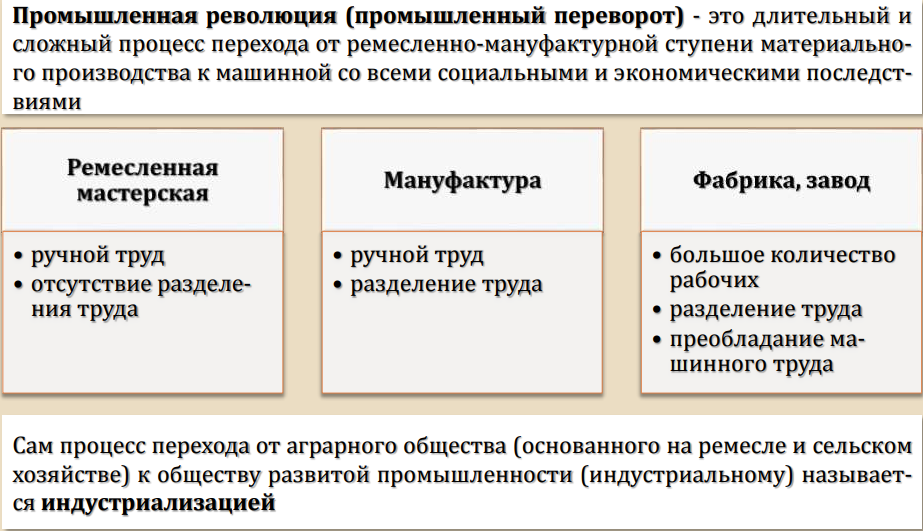 Промышленная революция (промышленный переворот) - это длительный и
сложный процесс перехода от ремесленно-мануфактурной ступени материально-
го производства к машинной со всеми социальными и экономическими последст-
виями
Ремесленная
мастерская
• ручной труд
• отсутствие разделе-
ния труда
Мануфактура
• ручной труд
• разделение труда
Фабрика, завод
• большое количество
рабочих
• разделение труда
• преобладание ма-
шинного труда
Сам процесс перехода от аграрного общества (основанного на ремесле и сельском
хозяйстве) к обществу развитой промышленности (индустриальному) называет-
ся индустриализацией